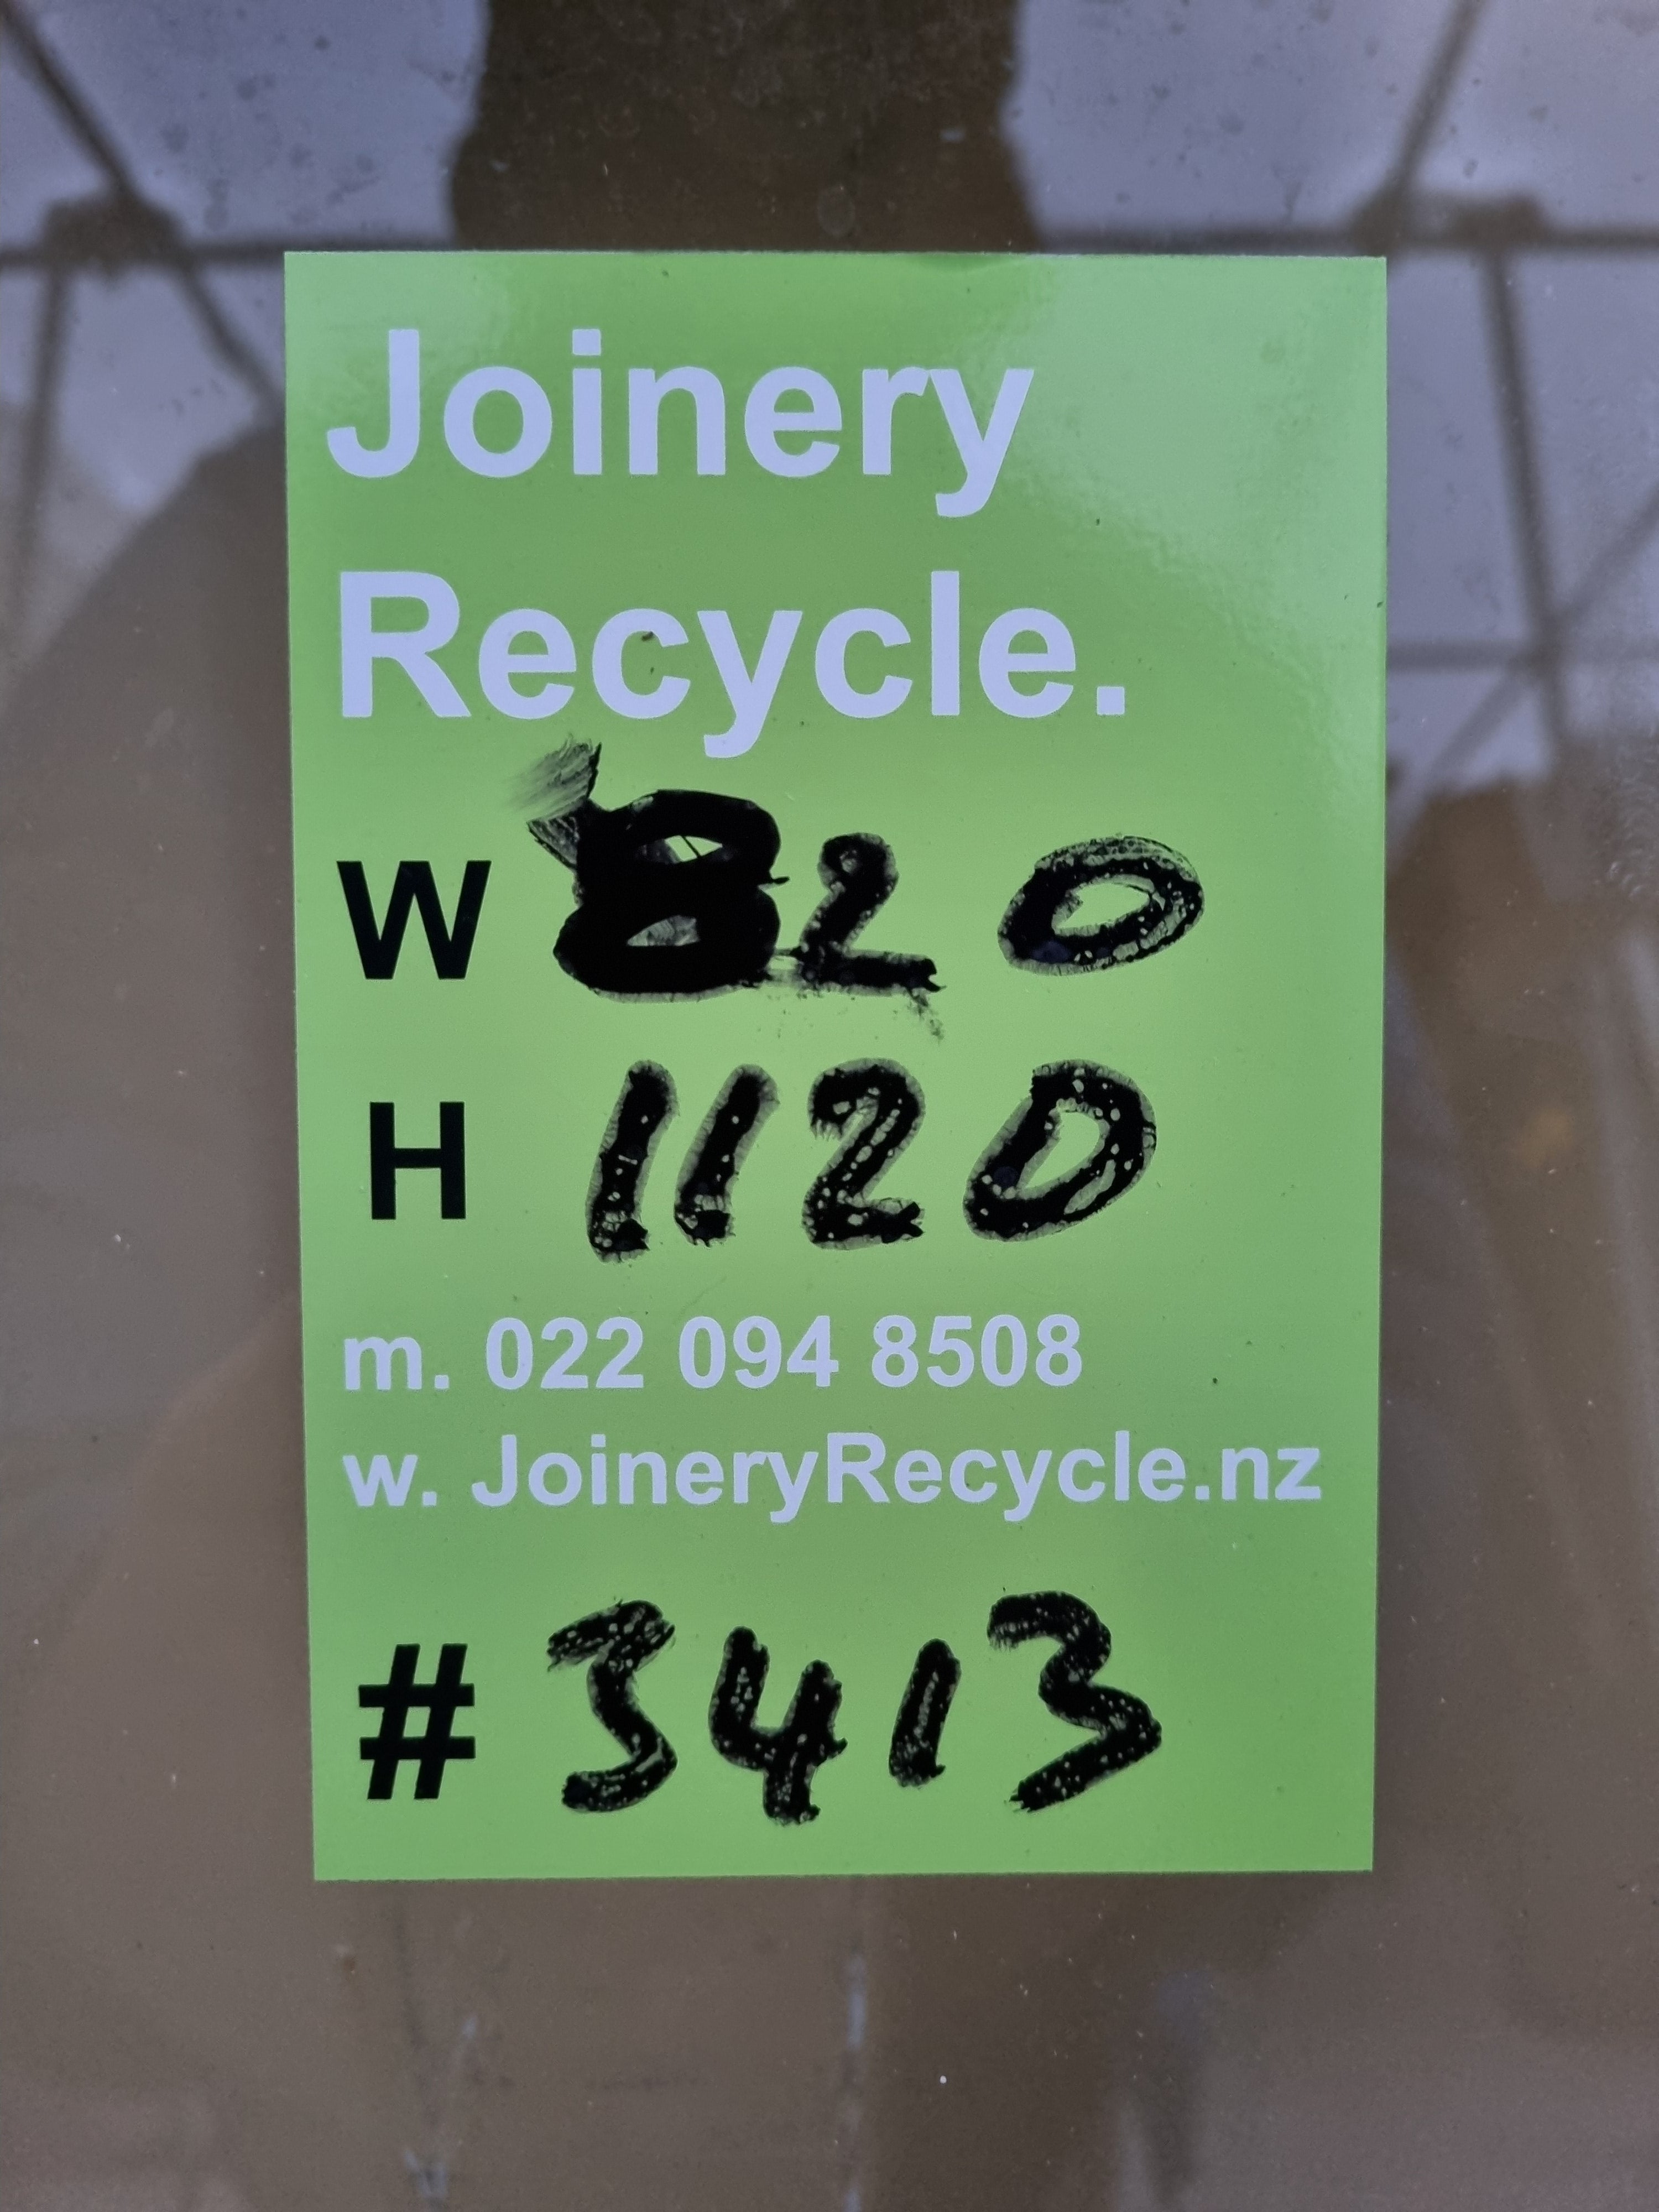 Joinery
Recycle.
W 820
H 1120
m. 022 094 8508
w. JoineryRecycle.nz
# 3413